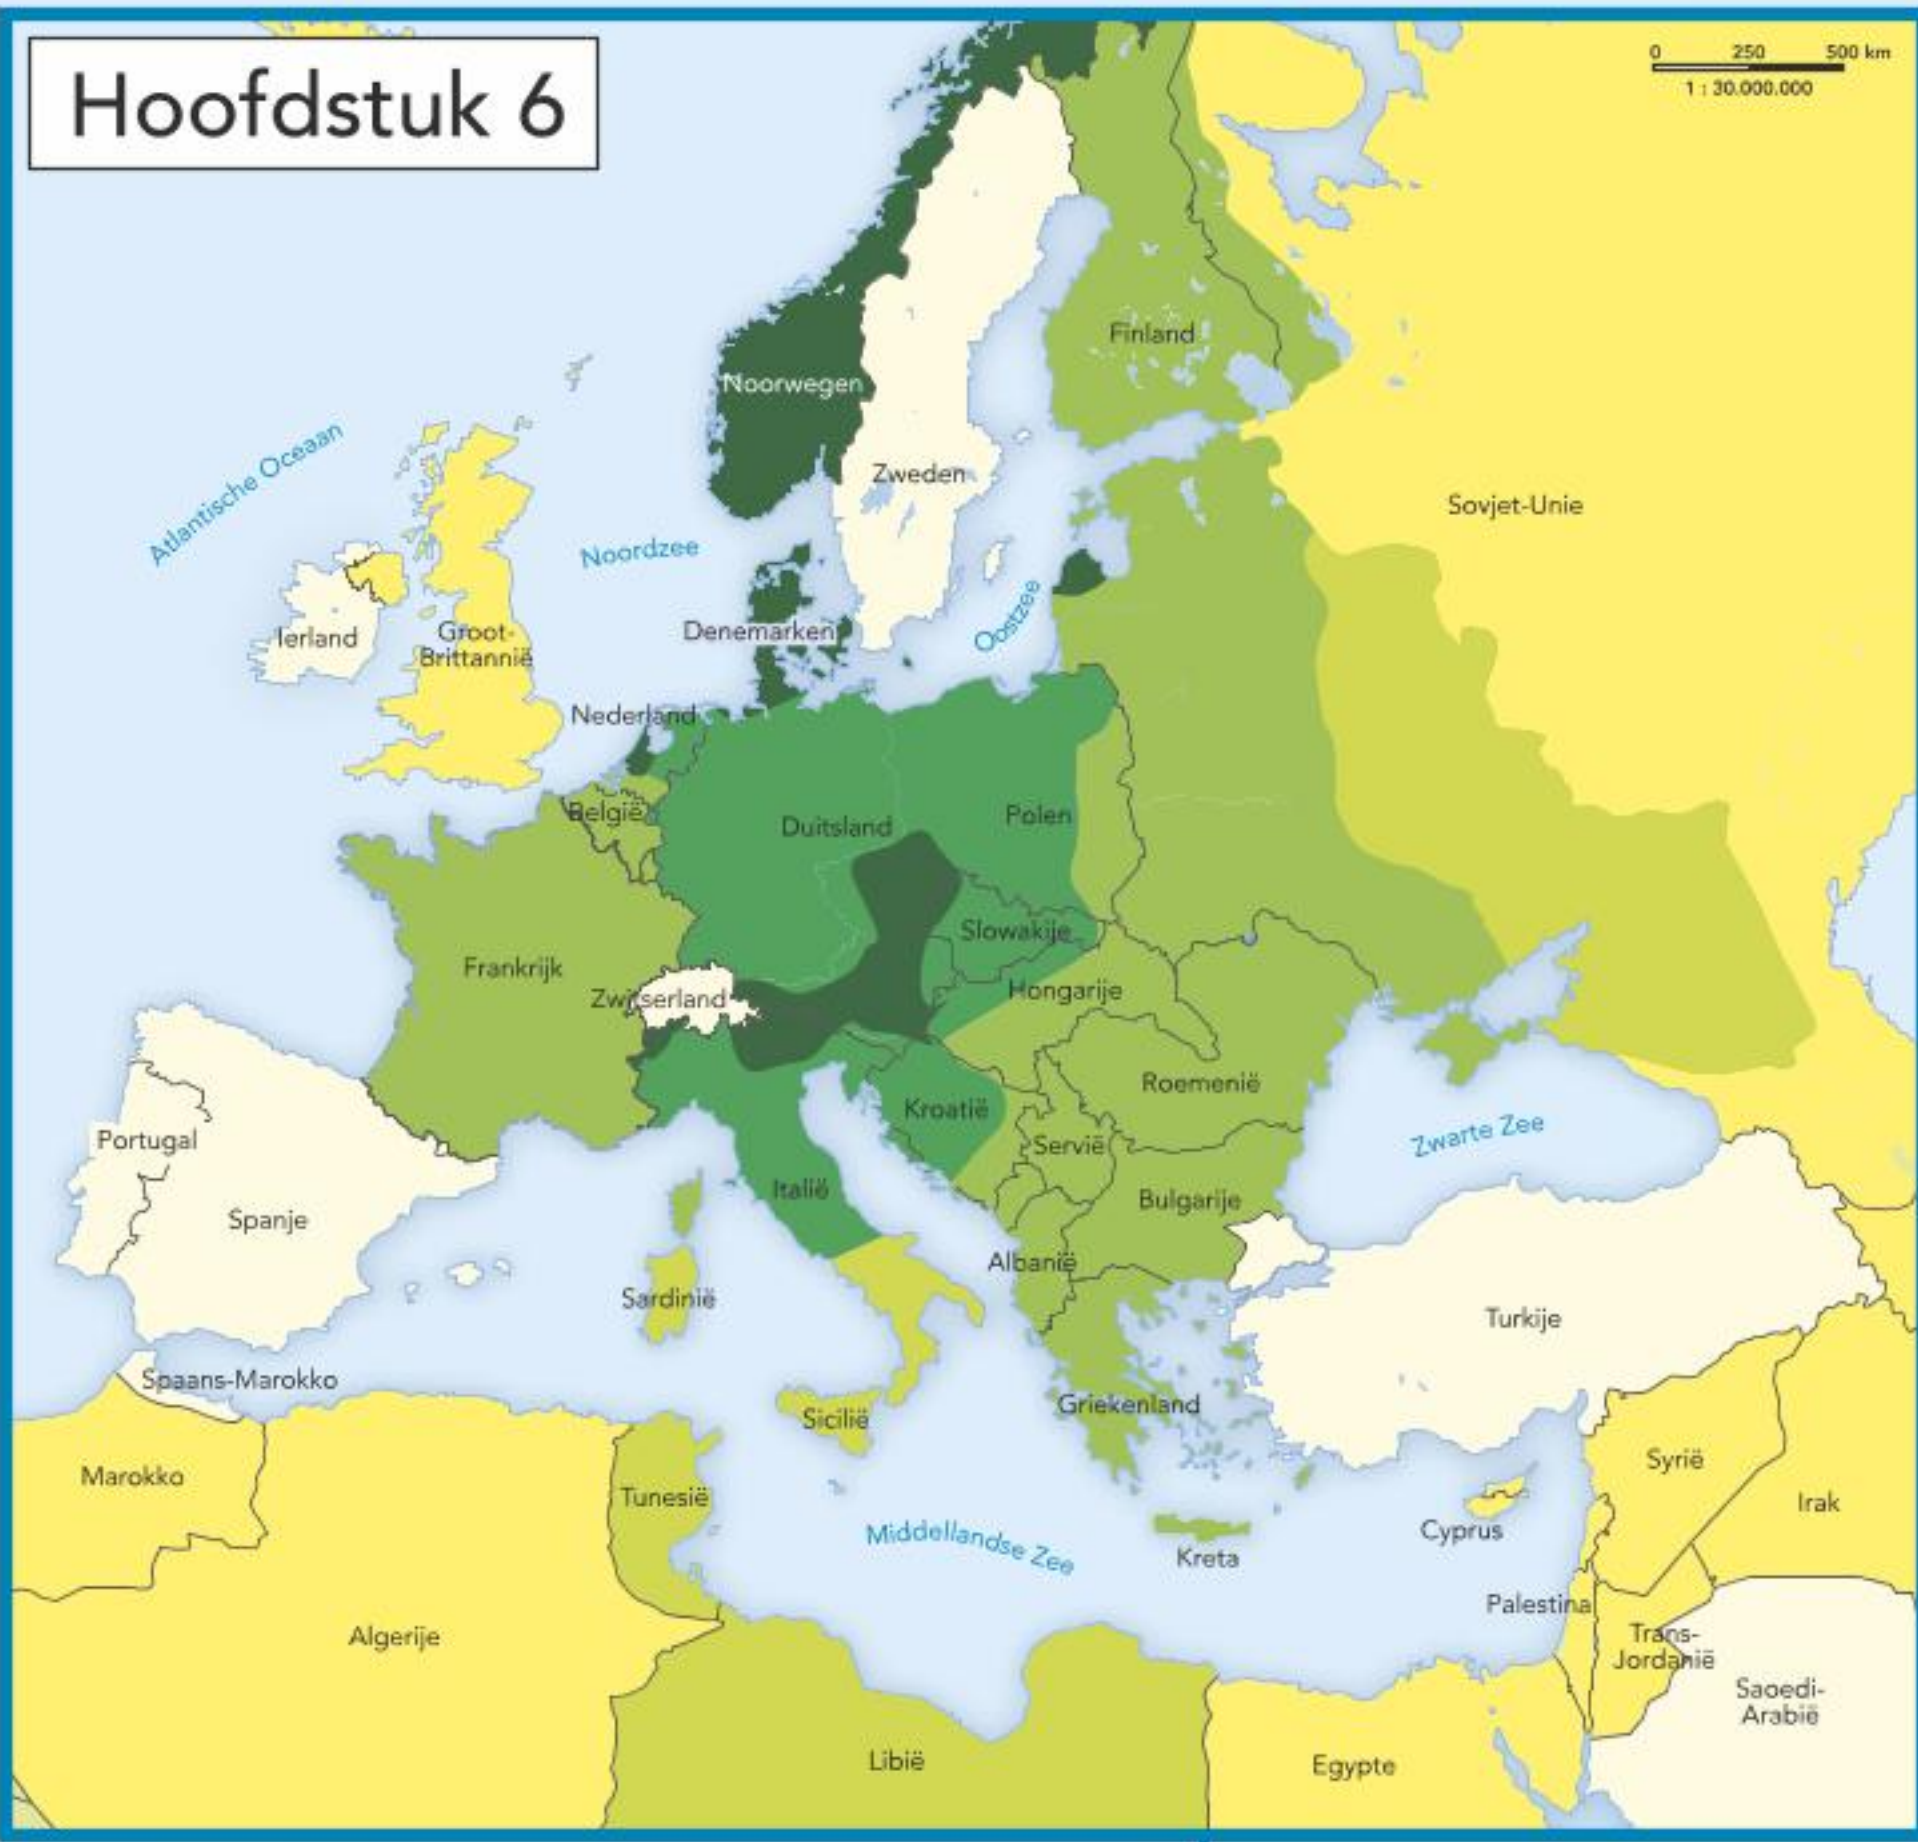 Hoofdstuk 6
0 250 500 km
1 : 30.000.000
Finland
Noorwegen
Atlantische Oceaan
Zweden
Sovjet-Unie
Noordzee
Oostzee
Ierland
Groot-
Brittannië
Denemarken
Nederland
België
Duitsland
Polen
Slowakije
Frankrijk
Zwitserland
Hongarije
Roemenië
Kroatië
Zwarte Zee
Portugal
Servië
Italië
Bulgarije
Spanje
Albanië
Sardinië
Turkije
Spaans-Marokko
Griekenland
Sicilië
Syrië
Marokko
Tunesië
Irak
Cyprus
Middellandse Zee
Kreta
Palestina
Algerije
Trans-
Jordanië
Saoedi-
Arabië
Libië
Egypte